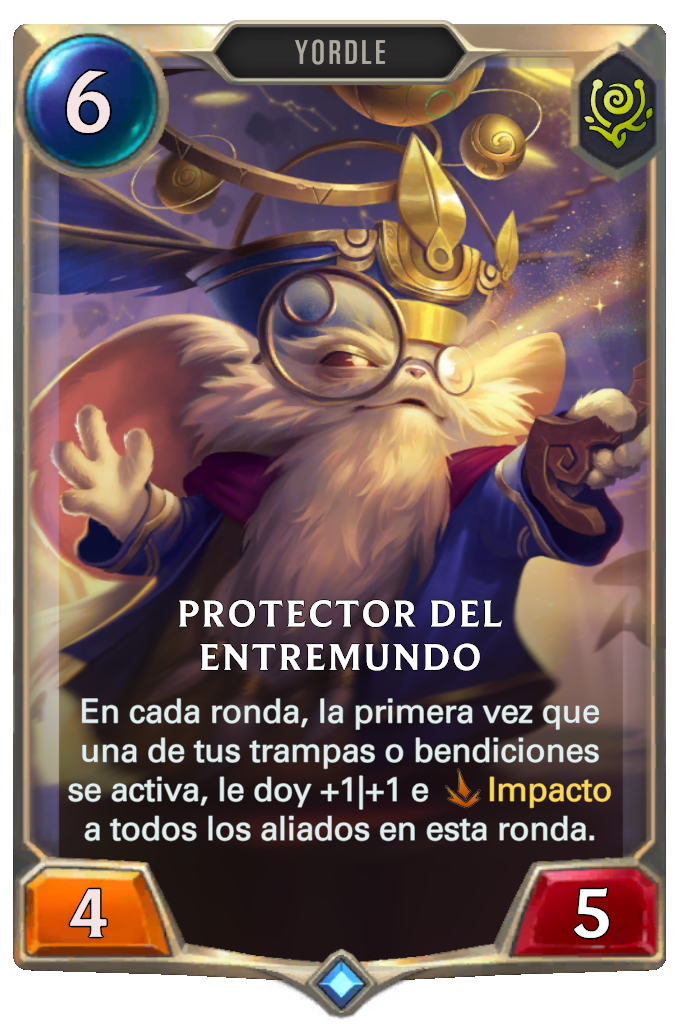 6
YORDLE
PROTECTOR DEL
ENTREMUNDO
En cada ronda, la primera vez que
una de tus trampas o bendiciones
se activa, le doy +1|+1 e Impacto
a todos los aliados en esta ronda.
4
5